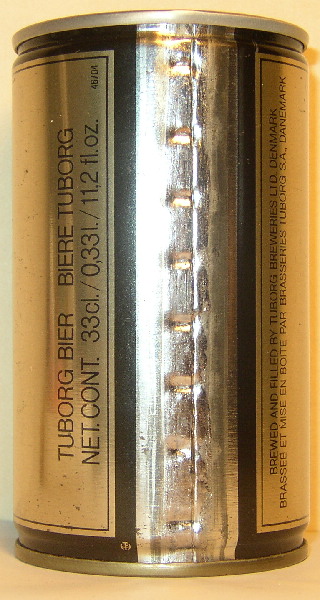 TUBORG BIER BIERE TUBORG
NET.CONT. 33cl./0,33l./11,2 fl.oz.
46704
BREWED AND FILLED BY TUBORG BREWERIES LTD. DENMARK
BRASSEE ET MISE EN BOITE PAR BRASSERIES TUBORG S.A., DANEMARK